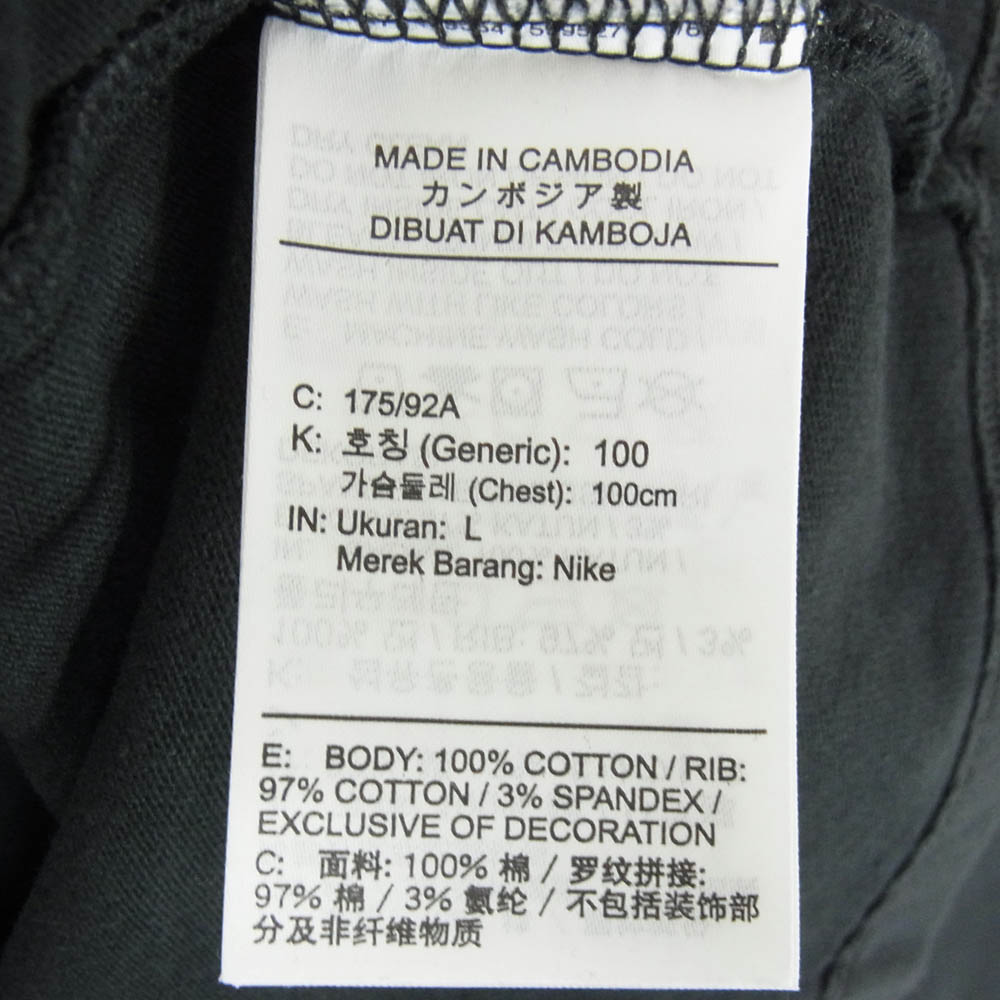 MADE IN CAMBODIA
カンボジア製
DIBUAT DI KAMBOJA
C: 175/92A
K: 호칭 (Generic): 100
가슴둘레 (Chest): 100cm
IN: Ukuran: L
Merek Barang: Nike
E: BODY: 100% COTTON / RIB:
97% COTTON / 3% SPANDEX /
EXCLUSIVE OF DECORATION
C: 面料: 100% 棉 / 罗纹拼接:
97% 棉 / 3% 氨纶 / 不包括装饰部
分及非纤维物质